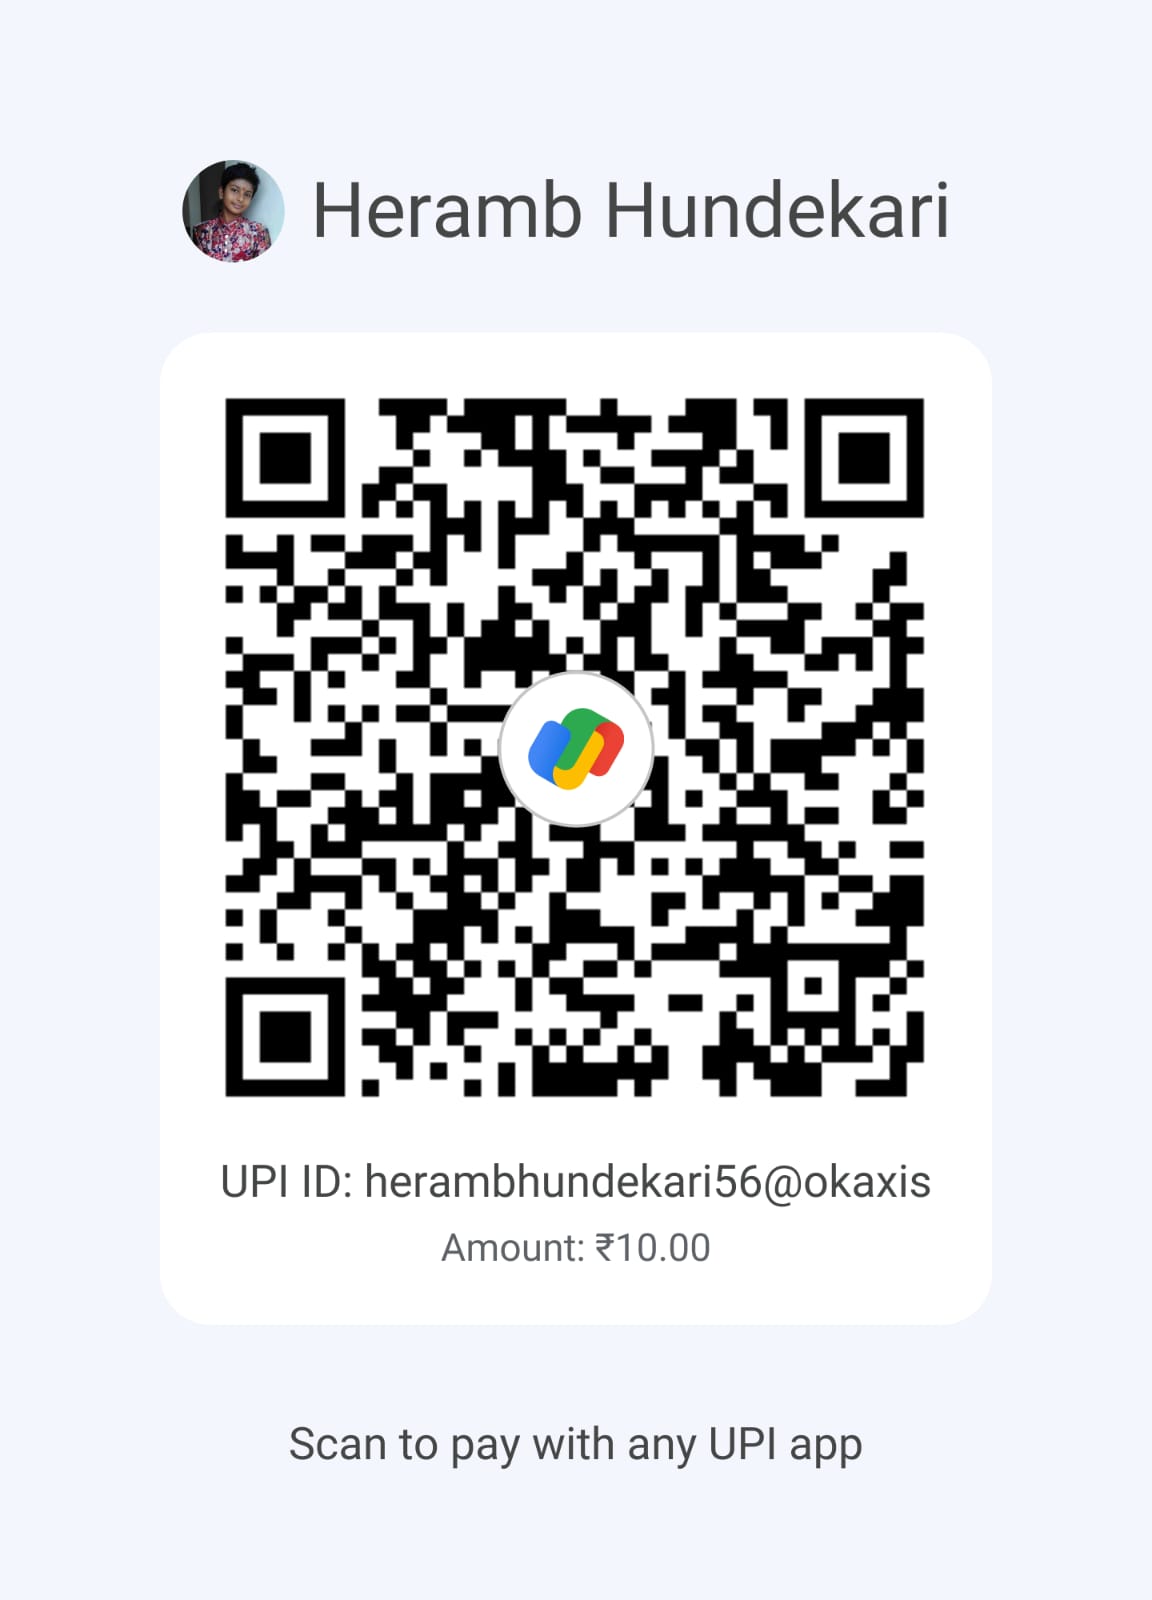 Heramb Hundekari
UPI ID: herambhundekari56@okaxis
Amount: ₹10.00
Scan to pay with any UPI app